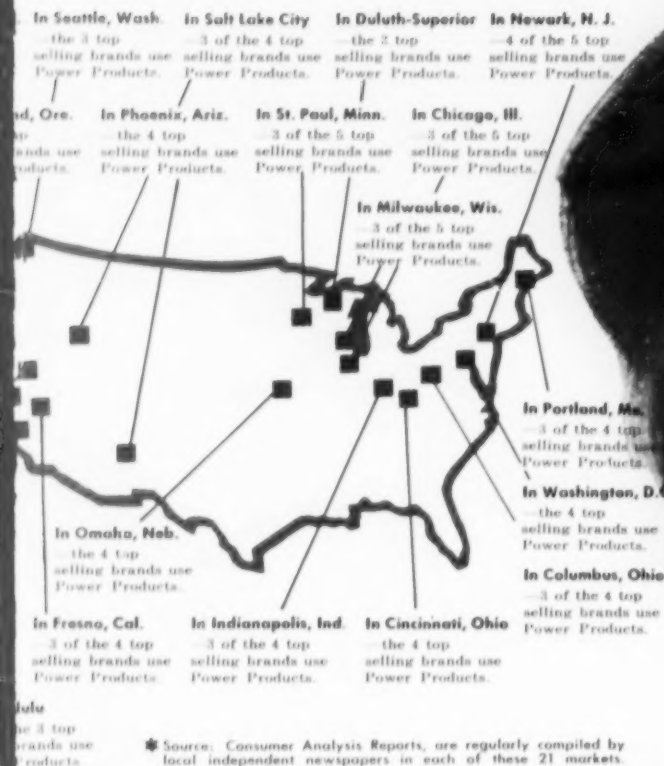 In Seattle, Wash.
the 3 top
selling brands use
Power Products.
In Salt Lake City
3 of the 4 top
selling brands use
Power Products.
In Duluth-Superior
the 3 top
selling brands use
Power Products.
In Newark, N. J.
4 of the 5 top
selling brands use
Power Products.
Ore.
use
In Phoenix, Ariz.
the 4 top
selling brands use
Power Products.
In St. Paul, Minn.
3 of the 5 top
selling brands use
Power Products.
In Chicago, Ill.
3 of the 5 top
selling brands use
Power Products.
In Milwaukee, Wis.
3 of the 5 top
selling brands use
Power Products.
In Portland, Me.
3 of the 4 top
selling brands use
Power Products.
In Washington, D.C
the 4 top
selling brands use
Power Products.
In Columbus, Ohio
3 of the 4 top
selling brands use
Power Products.
In Omaha, Neb.
the 4 top
selling brands use
Power Products.
In Fresno, Cal.
3 of the 4 top
selling brands use
Power Products.
In Indianapolis, Ind.
3 of the 4 top
selling brands use
Power Products.
In Cincinnati, Ohio
the 4 top
selling brands use
Power Products.
lulu
he 3 top
brands use
Products.
* Source: Consumer Analysis Reports, are regularly compiled by
local independent newspapers in each of these 21 markets.